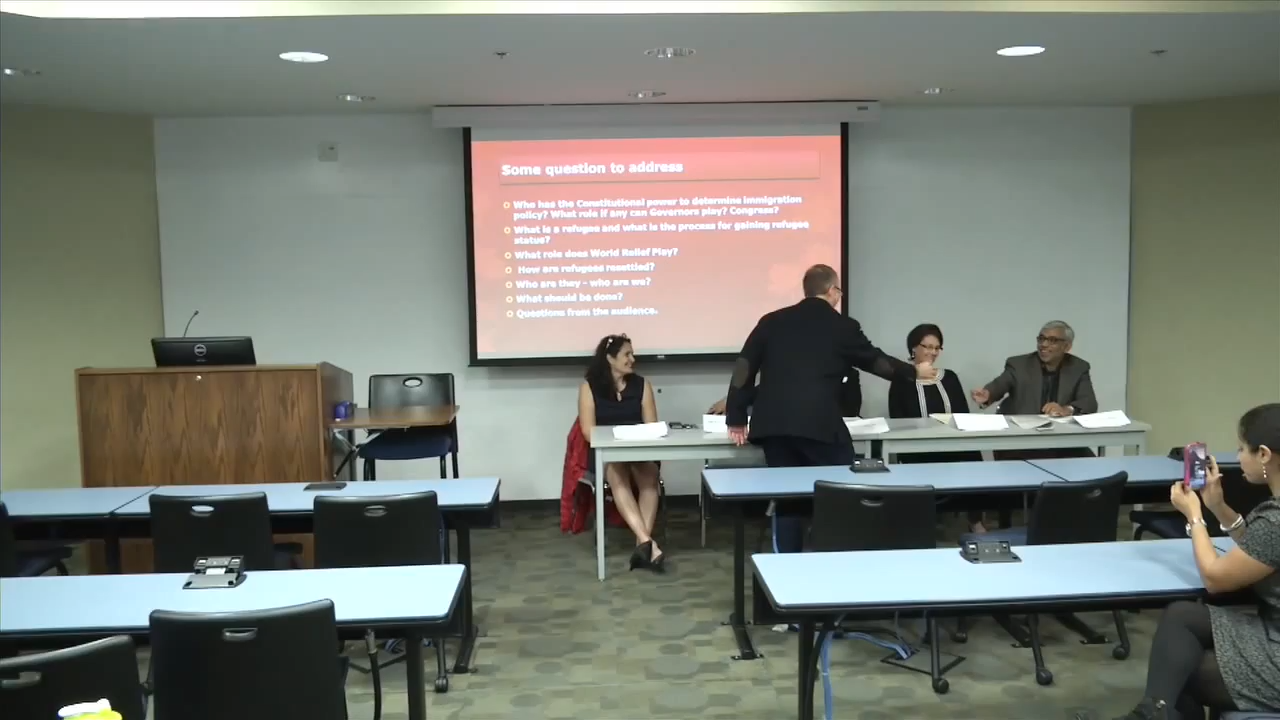 Some question to address
Who has the Constitutional power to determine immigration
policy? What role if any can Governors play? Congress?
What is a refugee and what is the process for gaining refugee
status?
What role does World Relief Play?
How are refugees resettled?
Who are they - who are we?
What should be done?
Questions from the audience.
DELL